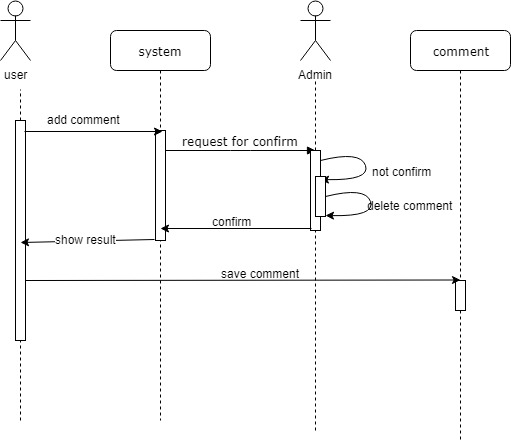 system
comment
user
Admin
add comment
request for confirm
not confirm
delete comment
confirm
show result
save comment